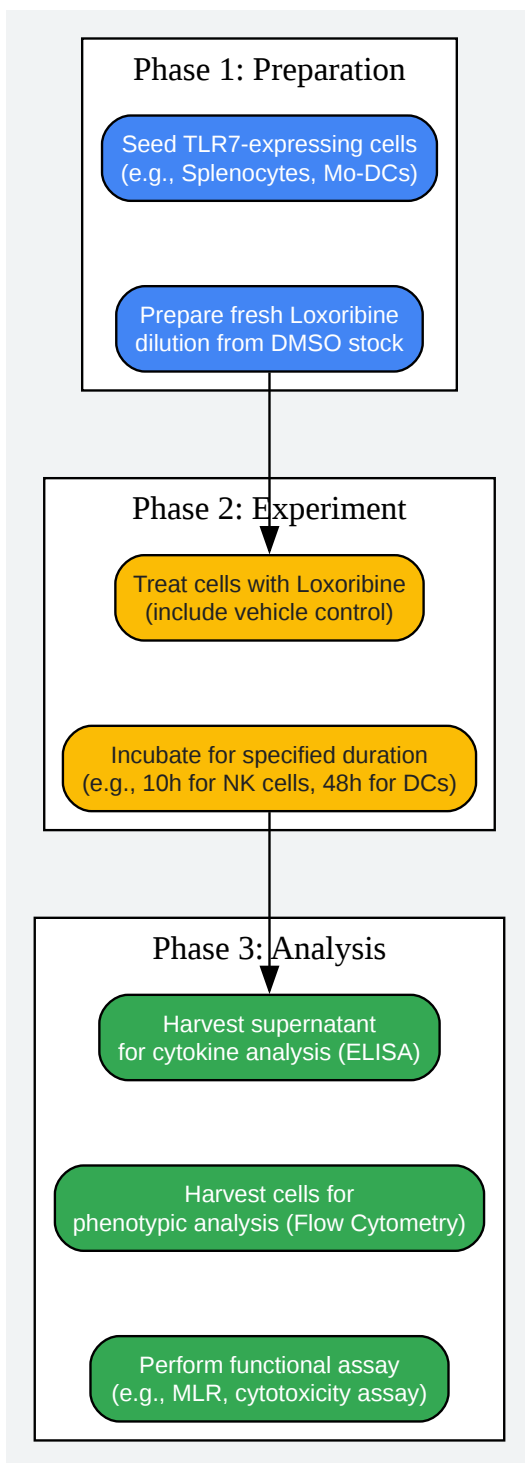 Phase 1: Preparation
Seed TLR7-expressing cells
(e.g., Splenocytes, Mo-DCs)
Prepare fresh Loxoribine
dilution from DMSO stock
Phase 2: Experiment
Treat cells with Loxoribine
(include vehicle control)
Incubate for specified duration
(e.g., 10h for NK cells, 48h for DCs)
Phase 3: Analysis
Harvest supernatant
for cytokine analysis (ELISA)
Harvest cells for
phenotypic analysis (Flow Cytometry)
Perform functional assay
(e.g., MLR, cytotoxicity assay)